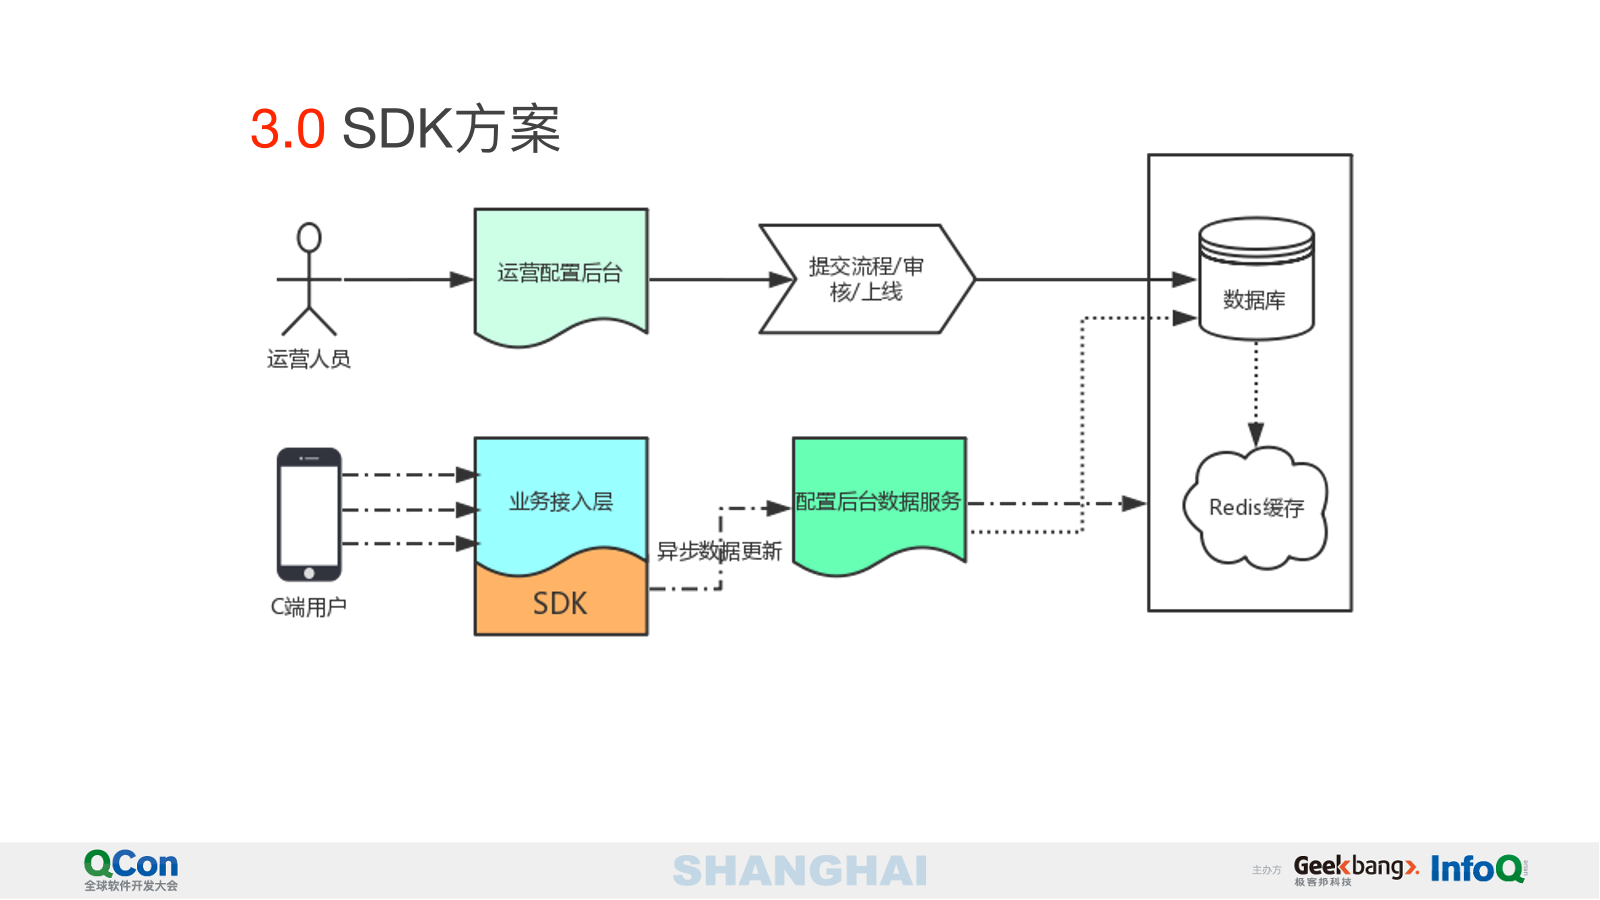 3.0 SDK方案
运营配置后台
提交流程/审
核/上线
数据库
运营人员
业务接入层
配置后台数据服务
Redis缓存
异步数据更新
SDK
C端用户
QCon
全球软件开发大会
SHANGHAI
主办方
Geekbang>.
极客邦科技
InfoQ